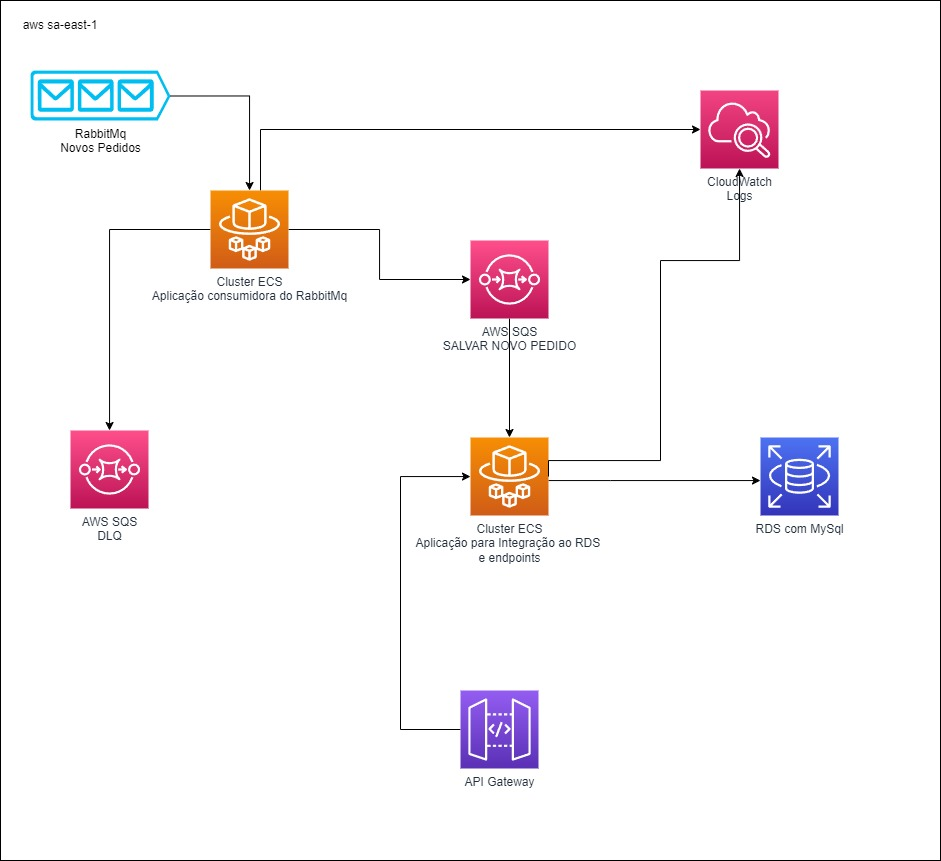 aws sa-east-1
RabbitMq
Novos Pedidos
CloudWatch
Logs
Cluster ECS
Aplicação consumidora do RabbitMq
AWS SQS
SALVAR NOVO PEDIDO
AWS SQS
DLQ
Cluster ECS
Aplicação para Integração ao RDS
e endpoints
RDS com MySql
</>
API Gateway